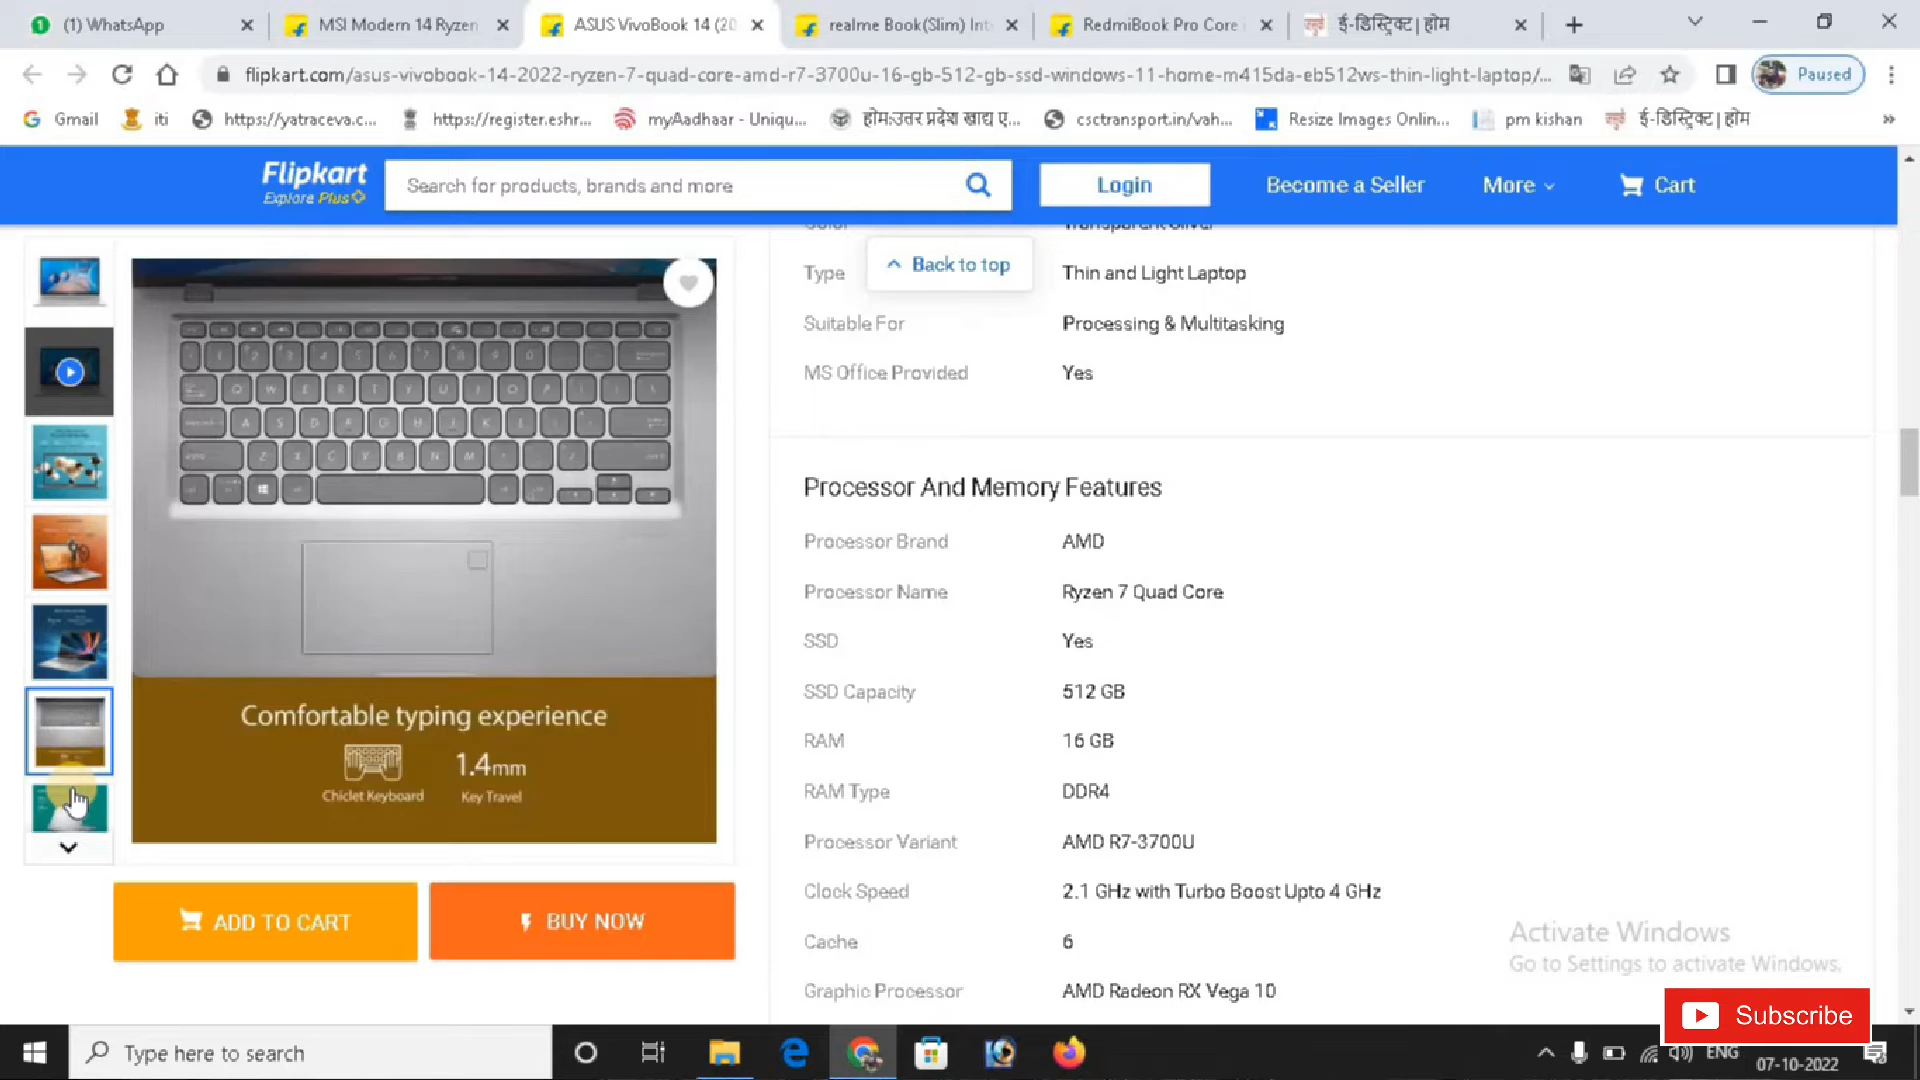 (1) WhatsApp
MSI Modern 14 Ryzen
ASUS VivoBook 14 (20
realme Book(Slim) Int
RedmiBook Pro Core
ई-डिस्ट्रिक्ट | होम
flipkart.com/asus-vivobook-14-2022-ryzen-7-quad-core-amd-r7-3700u-16-gb-512-gb-ssd-windows-11-home-m415da-eb512ws-thin-light-laptop/...
Paused
Gmail
iti
https://yatraceva.c...
https://register.eshr...
myAadhaar - Uniqu...
होम:उत्तर प्रदेश खाद्य ए...
csctransport.in/vah...
Resize Images Onlin...
pm kishan
ई-डिस्ट्रिक्ट | होम
Flipkart
Explore Plus
Search for products, brands and more
Login
Become a Seller
More
Cart
Color Transparent Silver
Back to top
Type Thin and Light Laptop
Suitable For Processing & Multitasking
MS Office Provided Yes
Processor And Memory Features
Processor Brand AMD
Processor Name Ryzen 7 Quad Core
SSD Yes
SSD Capacity 512 GB
RAM 16 GB
RAM Type DDR4
Processor Variant AMD R7-3700U
Clock Speed 2.1 GHz with Turbo Boost Upto 4 GHz
Cache 6
Graphic Processor AMD Radeon RX Vega 10
Comfortable typing experience
1.4mm
Chiclet Keyboard Key Travel
ADD TO CART
BUY NOW
Activate Windows
Go to Settings to activate Windows.
Subscribe
Type here to search
ENG
07-10-2022